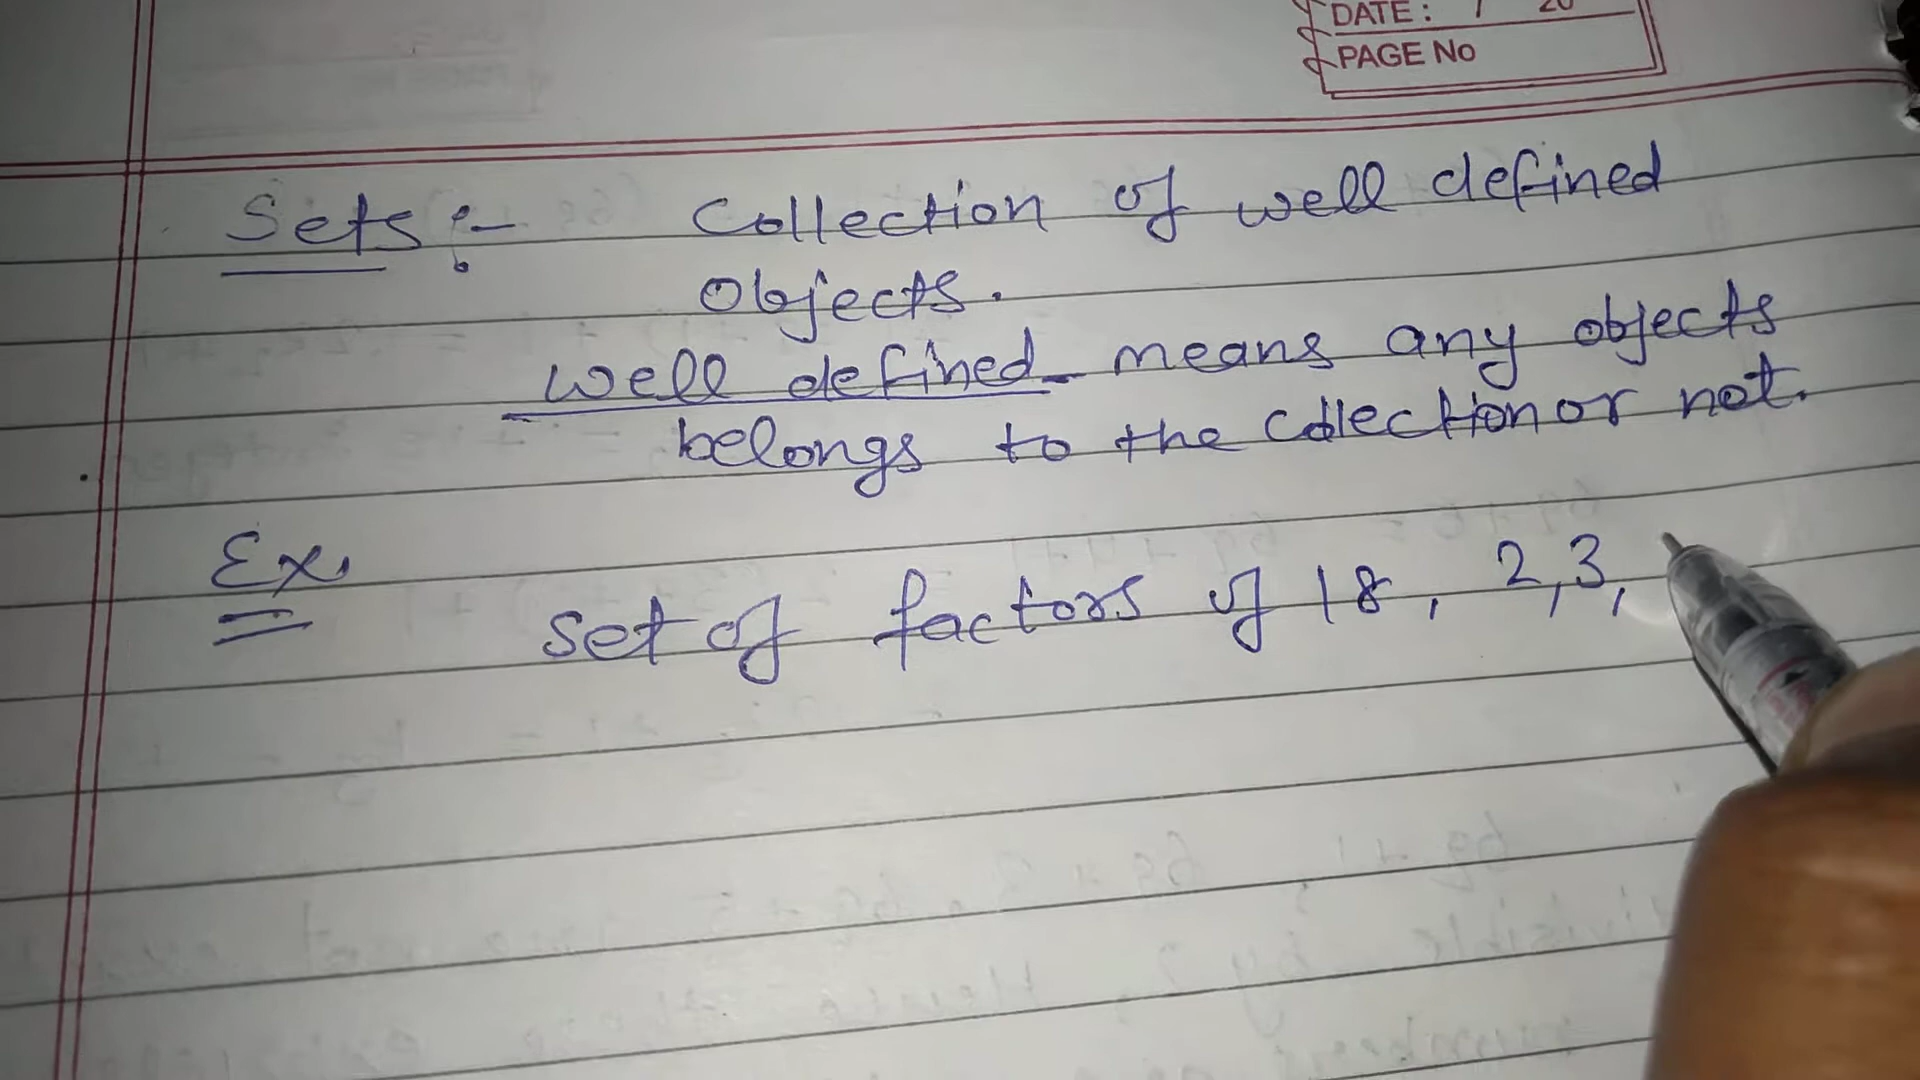 DATE: / 20
PAGE No
Sets :- Collection of well defined
objects.
well defined means any objects
belongs to the collection or not.
Ex.
set of factors of 18, 2,3,